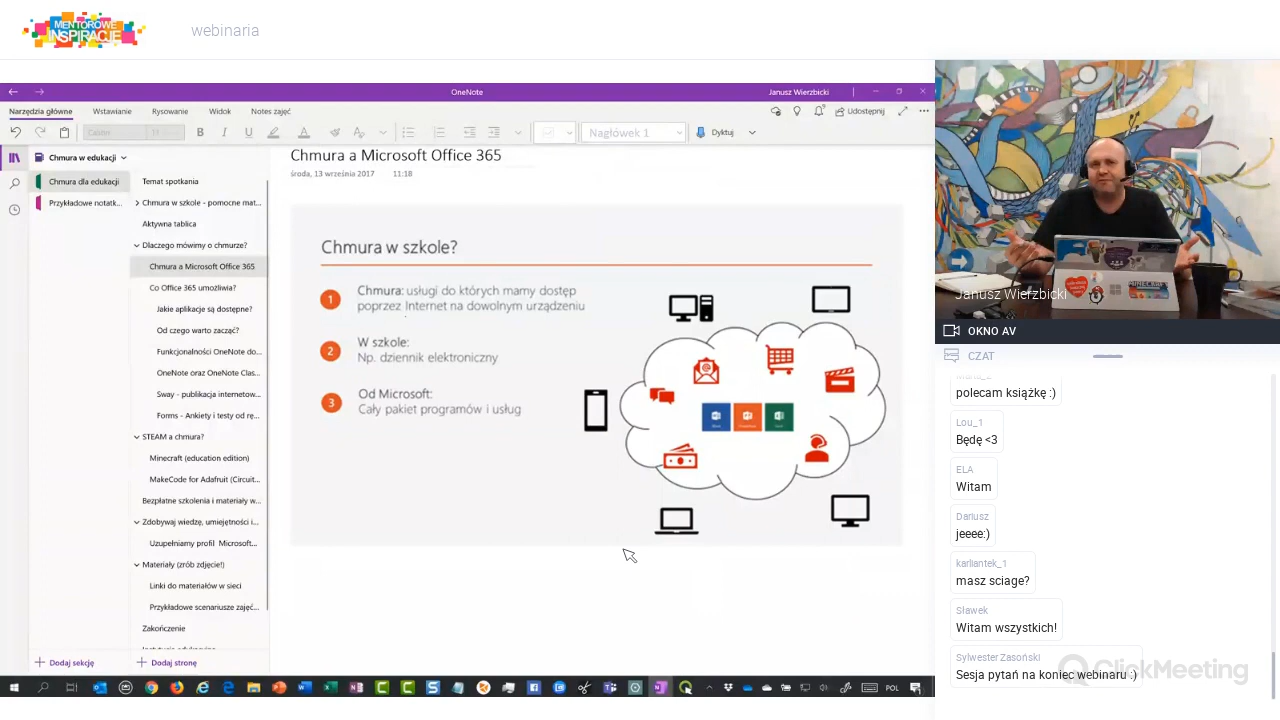 MENTOROWE
INSPIRACJE
webinaria
OneNote
Janusz Wierzbicki
Narzędzia główne
Wstawianie
Rysowanie
Widok
Notes zajęć
Udostępnij
Calibri
B I U
Nagłówek 1
Dyktuj
Chmura w edukacji
Chmura dla edukacji
Przykładowe notatk...
Temat spotkania
Chmura w szkole - pomocne mat...
Aktywna tablica
Dlaczego mówimy o chmurze?
Chmura a Microsoft Office 365
Co Office 365 umożliwia?
Jakie aplikacje są dostępne?
Od czego warto zacząć?
Funkcjonalności OneNote do...
OneNote oraz OneNote Clas...
Sway - publikacja internetow...
Forms - Ankiety i testy od rę...
STEAM a chmura?
Minecraft (education edition)
MakeCode for Adafruit (Circuit...
Bezpłatne szkolenia i materiały w...
Zdobywaj wiedzę, umiejętności i...
Uzupełniamy profil Microsoft...
Materiały (zrób zdjęcie!)
Linki do materiałów w sieci
Przykładowe scenariusze zajęć...
Zakończenie
Dodaj sekcję
Dodaj stronę
Chmura a Microsoft Office 365
środa, 13 września 2017 11:18
Chmura w szkole?
1 Chmura: usługi do których mamy dostęp
poprzez Internet na dowolnym urządzeniu
2 W szkole:
Np. dziennik elektroniczny
3 Od Microsoft:
Cały pakiet programów i usług
POL
Janusz Wierzbicki
MINECRAFT
OKNO AV
CZAT
polecam książkę :)
Lou_1
Będę <3
ELA
Witam
Dariusz
jeeee:)
karliantek_1
masz sciage?
Sławek
Witam wszystkich!
Sylwester Zasoński
Sesja pytań na koniec webinaru :)
ClickMeeting